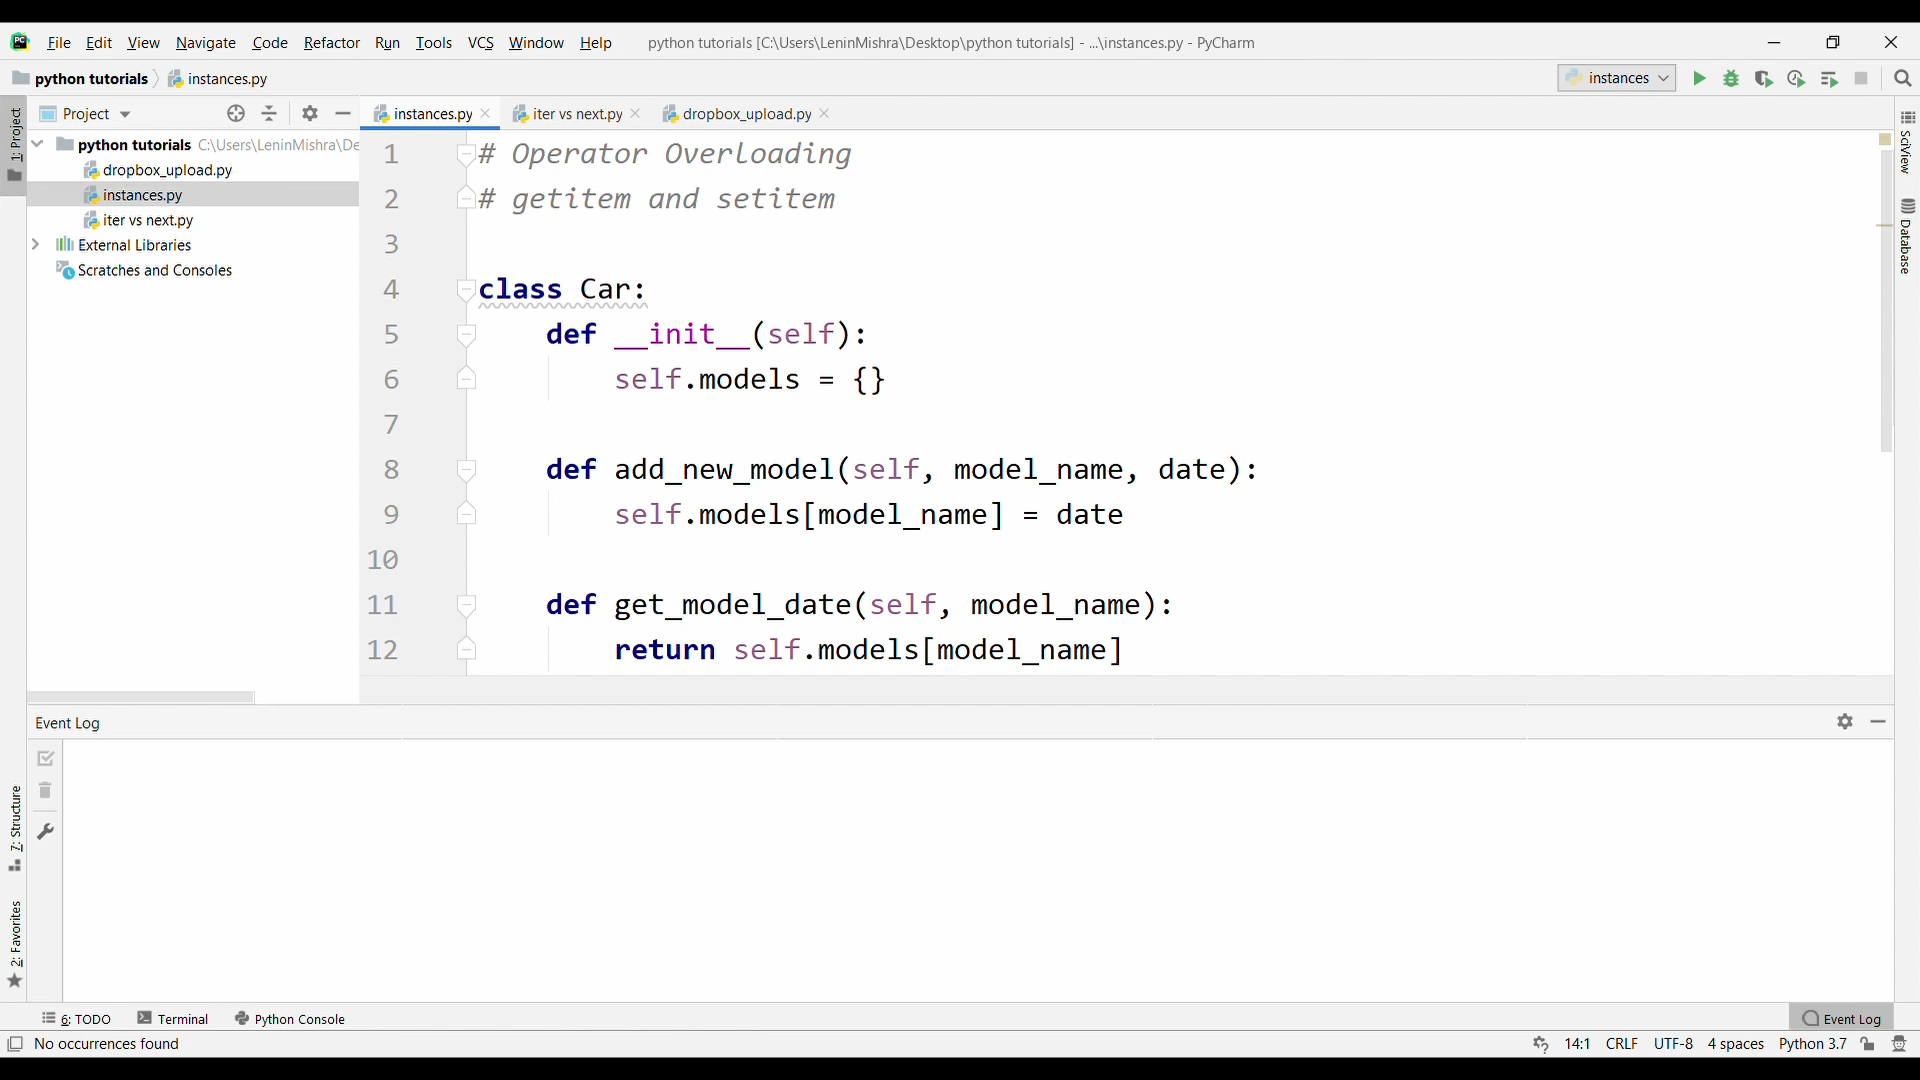 PC File Edit View Navigate Code Refactor Run Tools VCS Window Help python tutorials [C:\Users\LeninMishra\Desktop\python tutorials] - ...\instances.py - PyCharm
python tutorials instances.py instances
1: Project
Project
instances.py iter vs next.py dropbox_upload.py
python tutorials C:\Users\LeninMishra\De
dropbox_upload.py
instances.py
iter vs next.py
External Libraries
Scratches and Consoles
1 # Operator Overloading
2 # getitem and setitem
3
4 class Car:
5 def __init__(self):
6 self.models = {}
7
8 def add_new_model(self, model_name, date):
9 self.models[model_name] = date
10
11 def get_model_date(self, model_name):
12 return self.models[model_name]
SciView
Database
Event Log
7: Structure
2: Favorites
6: TODO Terminal Python Console Event Log
No occurrences found 14:1 CRLF UTF-8 4 spaces Python 3.7